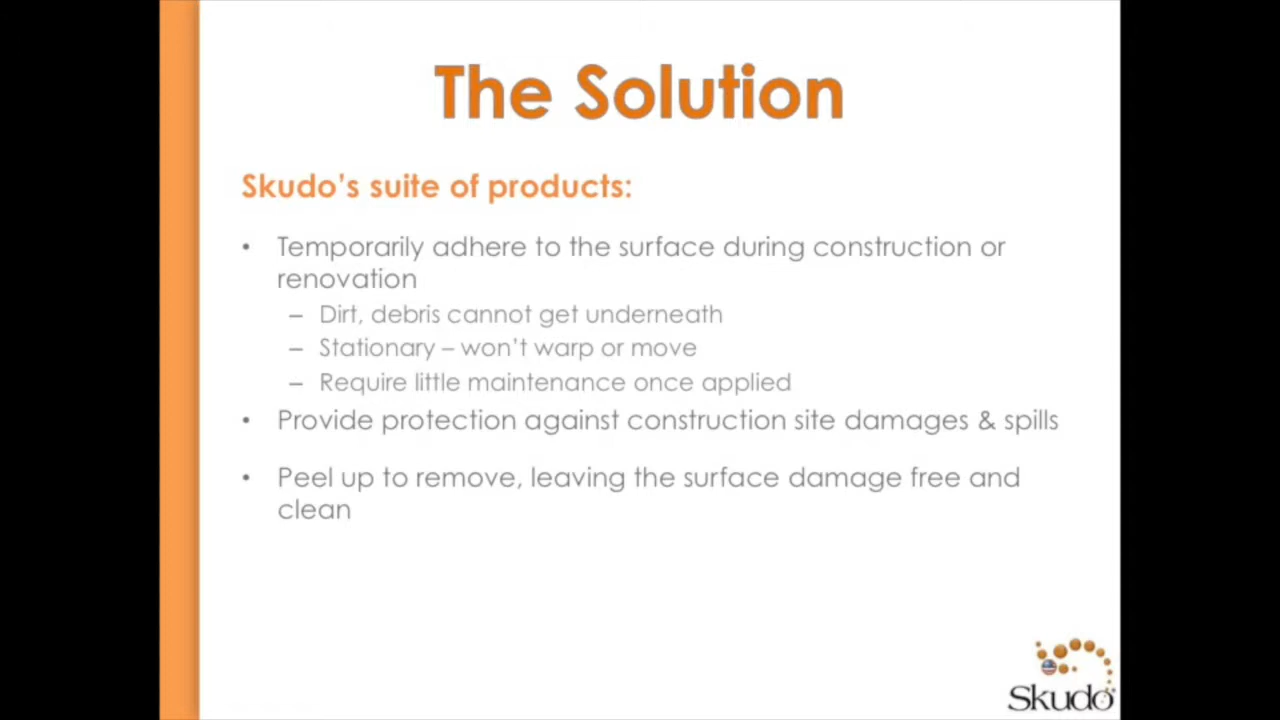 The Solution
Skudo's suite of products:
• Temporarily adhere to the surface during construction or
renovation
– Dirt, debris cannot get underneath
– Stationary – won't warp or move
– Require little maintenance once applied
• Provide protection against construction site damages & spills
• Peel up to remove, leaving the surface damage free and
clean
Skudo